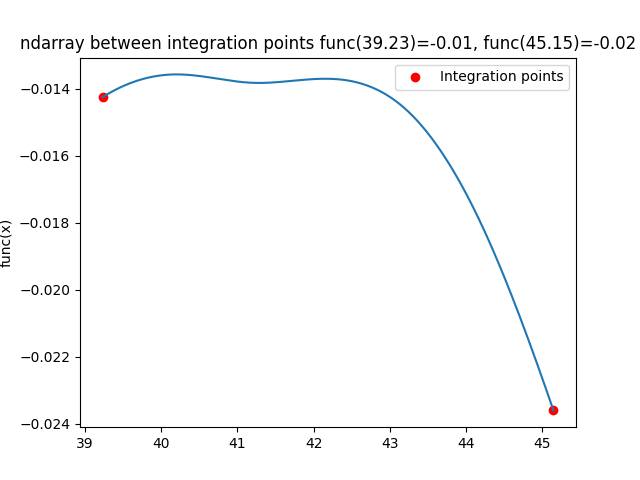 ndarray between integration points func(39.23)=-0.01, func(45.15)=-0.02
Integration points
func(x)
−0.014
−0.016
−0.018
−0.020
−0.022
−0.024
39 40 41 42 43 44 45